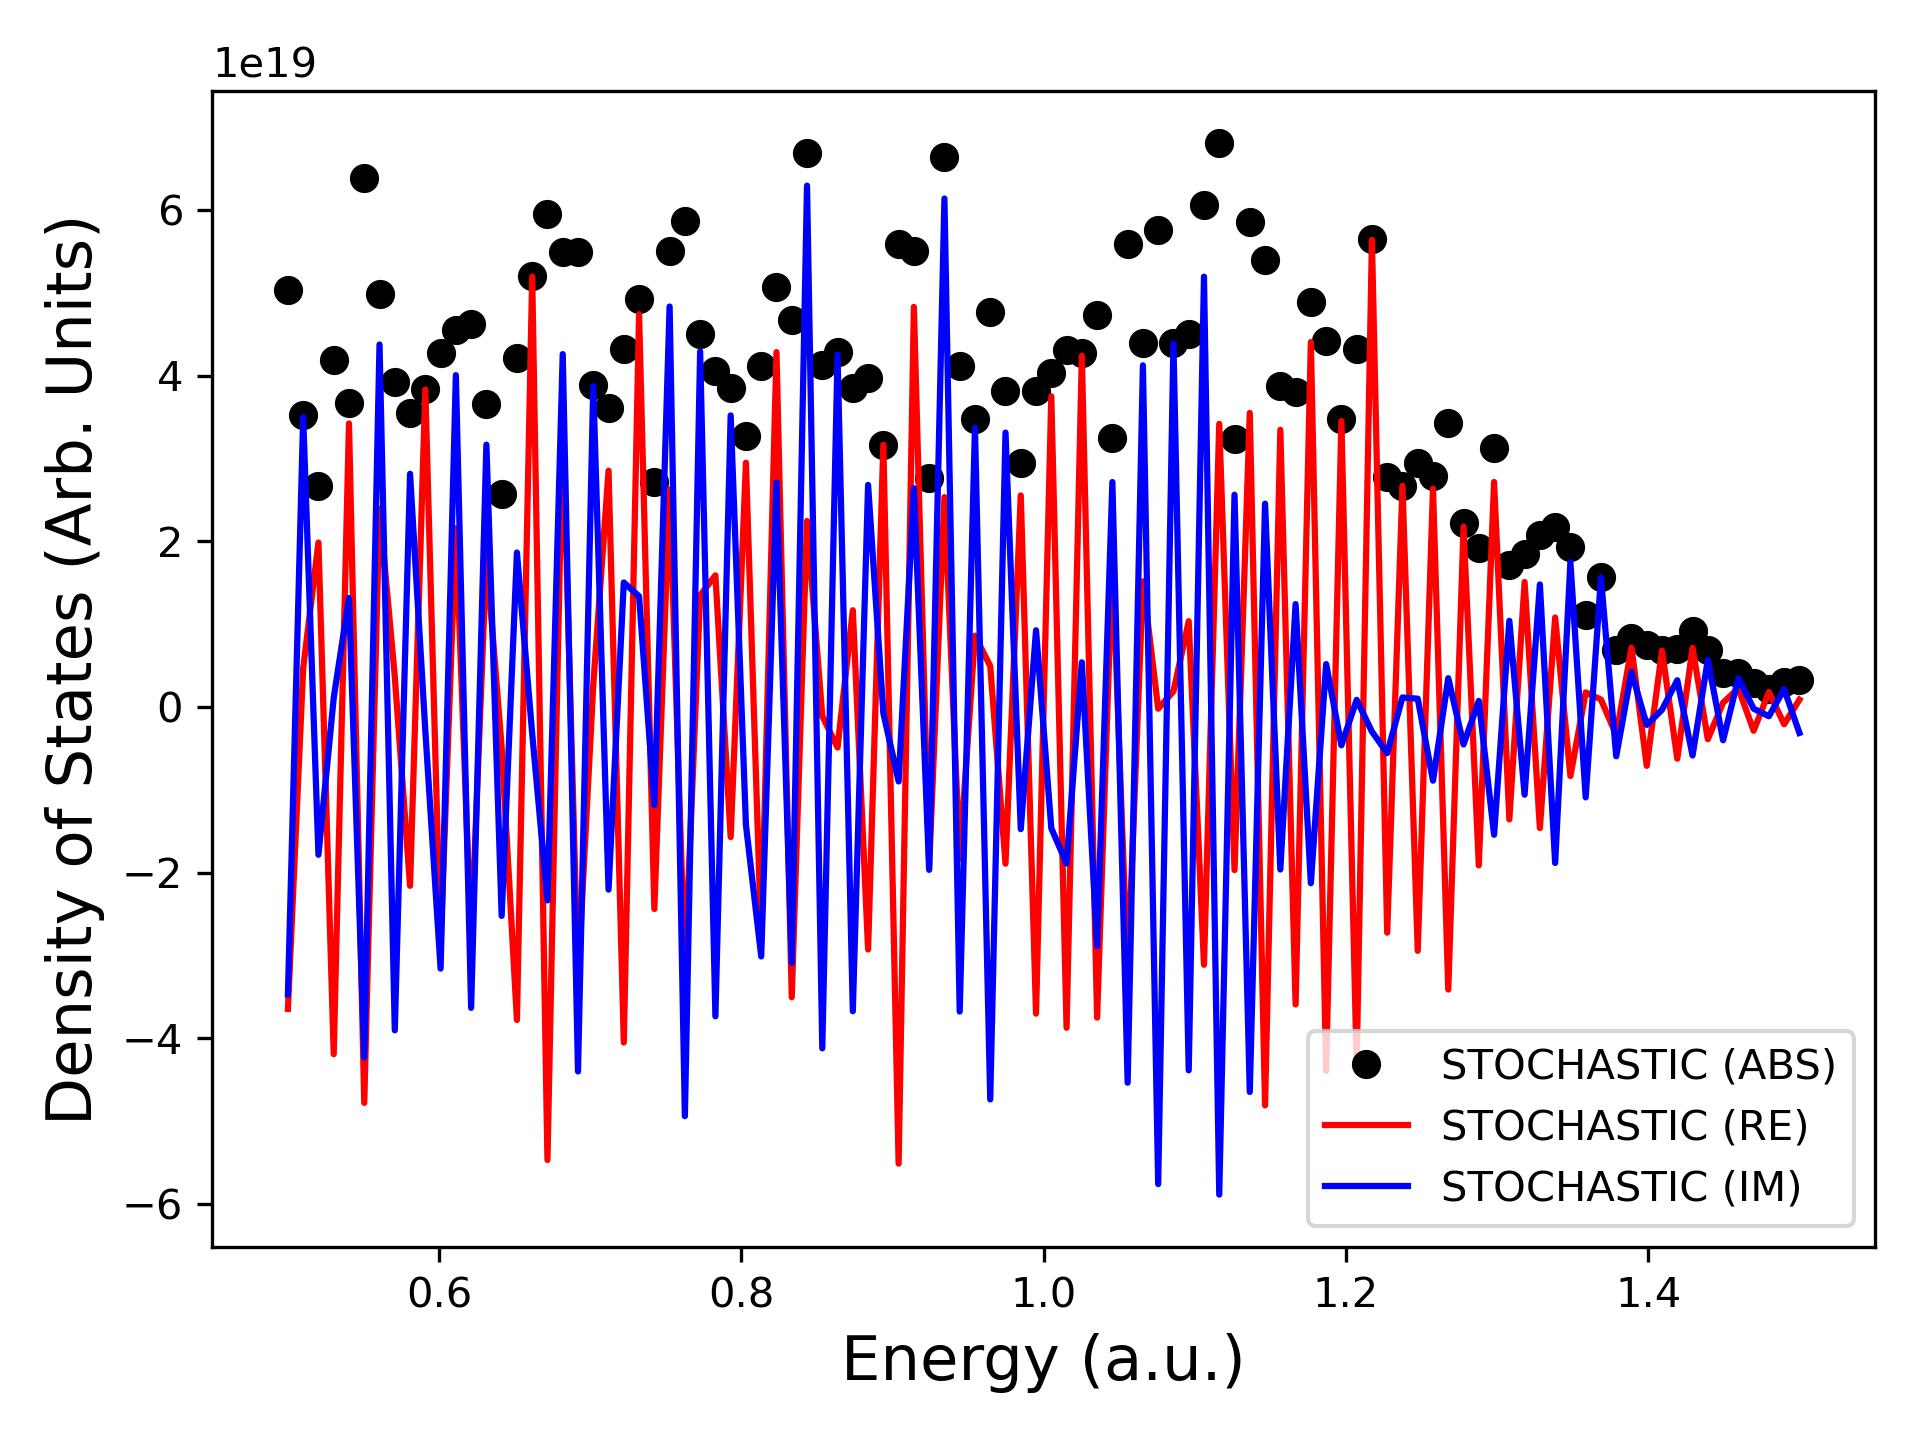 1e19
6
4
2
0
−2
−4
−6
Density of States (Arb. Units)
STOCHASTIC (ABS)
STOCHASTIC (RE)
STOCHASTIC (IM)
0.6 0.8 1.0 1.2 1.4
Energy (a.u.)